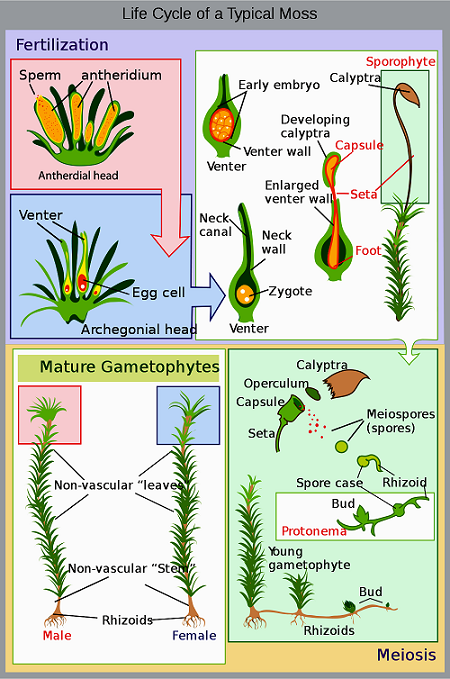 Life Cycle of a Typical Moss
Fertilization
Sperm
antheridium
Antherdial head
Venter
Egg cell
Archegonial head
Early embryo
Venter wall
Venter
Neck
canal
Neck
wall
Zygote
Venter
Developing
calyptra
Capsule
Enlarged
venter wall
Seta
Foot
Sporophyte
Calyptra
Mature Gametophytes
Non-vascular "leaves
Non-vascular "Stem"
Rhizoids
Male
Female
Calyptra
Operculum
Capsule
Seta
Meiospores
(spores)
Spore case
Rhizoid
Bud
Protonema
Young
gametophyte
Bud
Rhizoids
Meiosis